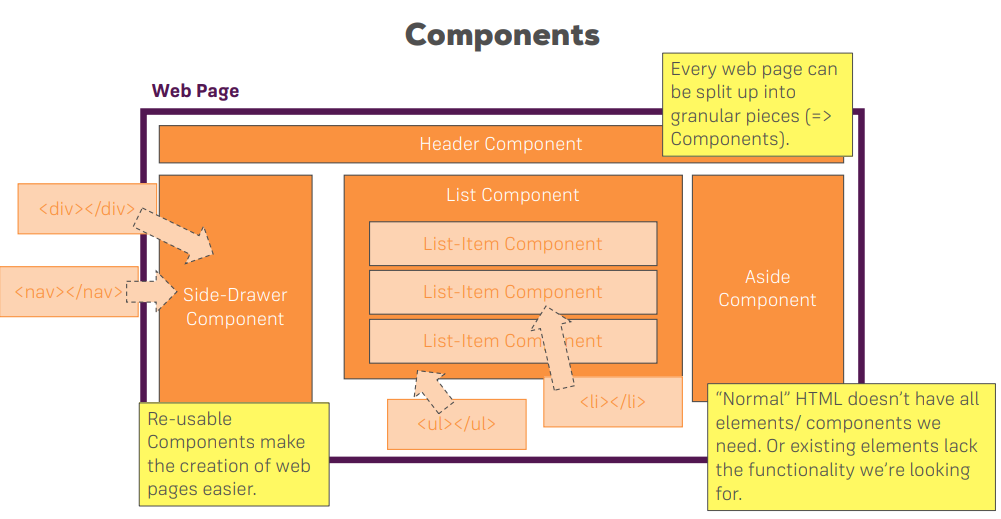 Components
Web Page
Every web page can
be split up into
granular pieces (=>
Components).
Header Component
<div></div>
<nav></nav>
Side-Drawer
Component
List Component
List-Item Component
List-Item Component
List-Item Component
<ul></ul>
<li></li>
Aside
Component
Re-usable
Components make
the creation of web
pages easier.
“Normal” HTML doesn’t have all
elements/ components we
need. Or existing elements lack
the functionality we’re looking
for.